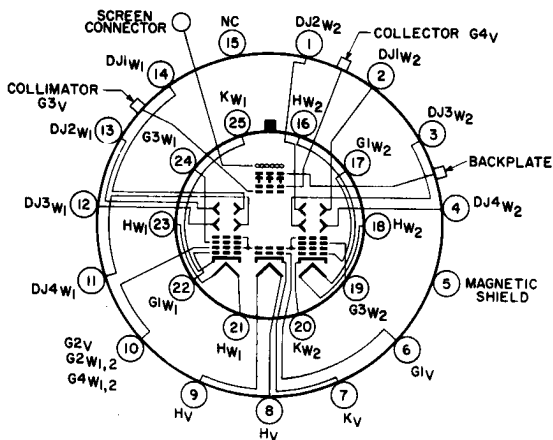 SCREEN
CONNECTOR
NC
15
DJ2W2
1
COLLECTOR G4V
2
DJ1W2
DJ1W1
14
COLLIMATOR
G3V
DJ2W1
13
KW1
25
HW2
16
DJ3W2
3
G3W1
24
G1W2
17
BACKPLATE
DJ3W1
12
HW1
23
18
HW2
4
DJ4W2
11
DJ4W1
22
G1W1
19
G3W2
5
MAGNETIC
SHIELD
21
HW1
20
KW2
10
G2V
G2W1,2
G4W1,2
6
G1V
9
HV
8
HV
7
KV